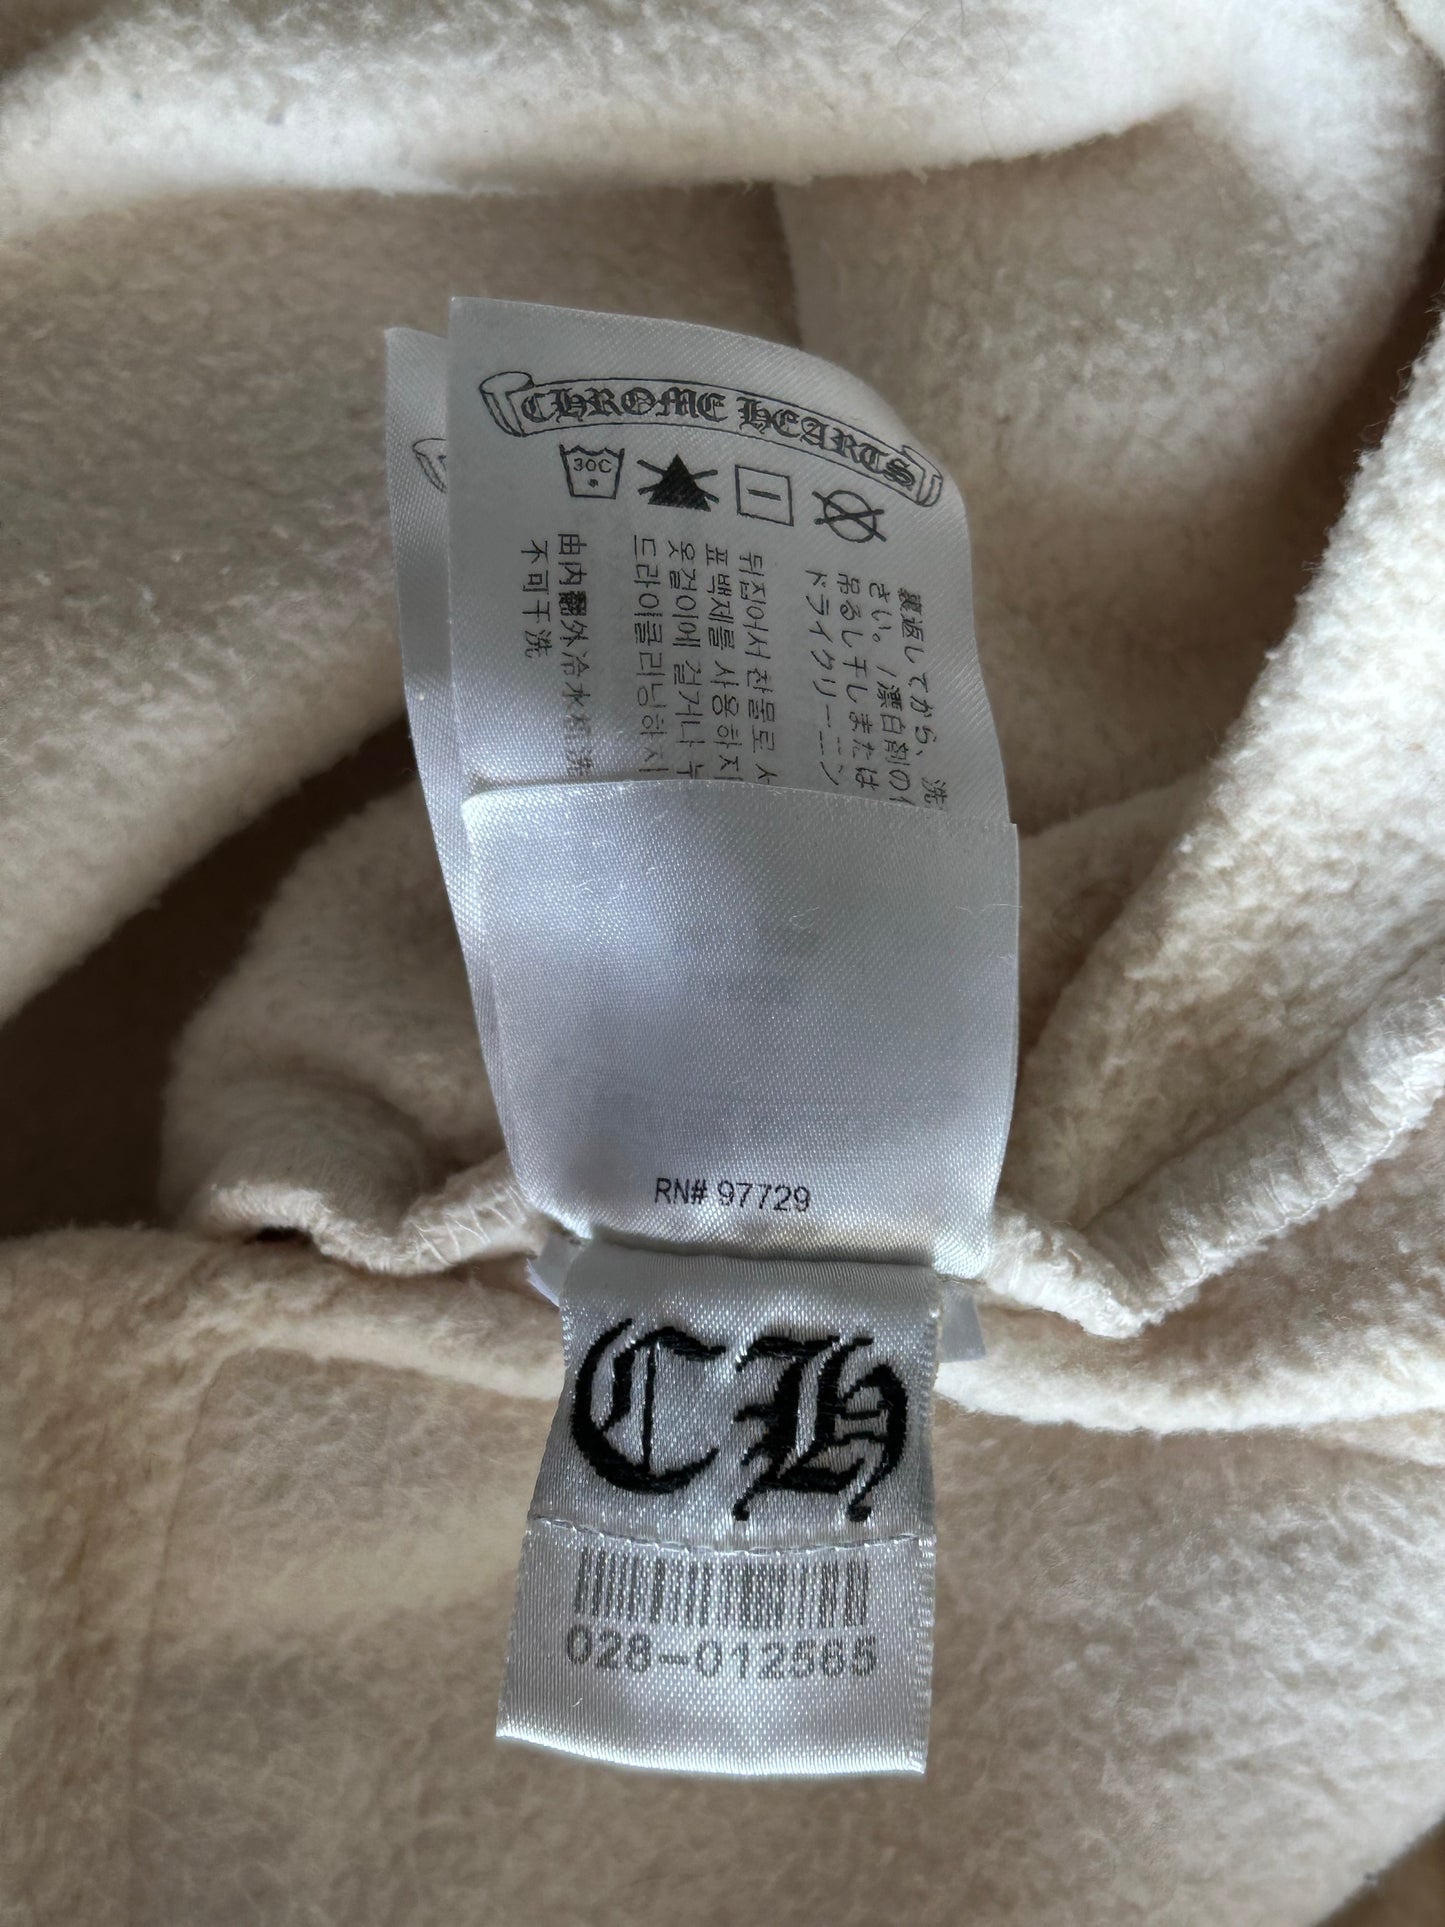 CHROME HEARTS
30C
裏返してから、洗
さい。/漂白剤の
吊るし干しまたは
ドライクリーニン
뒤집어서 찬물로 
표백제를 사용하지
옷걸이에 걸거나 누
드라이클리닝하지
由内翻外冷水 洗
不可干洗
RN# 97729
CH
028-012565